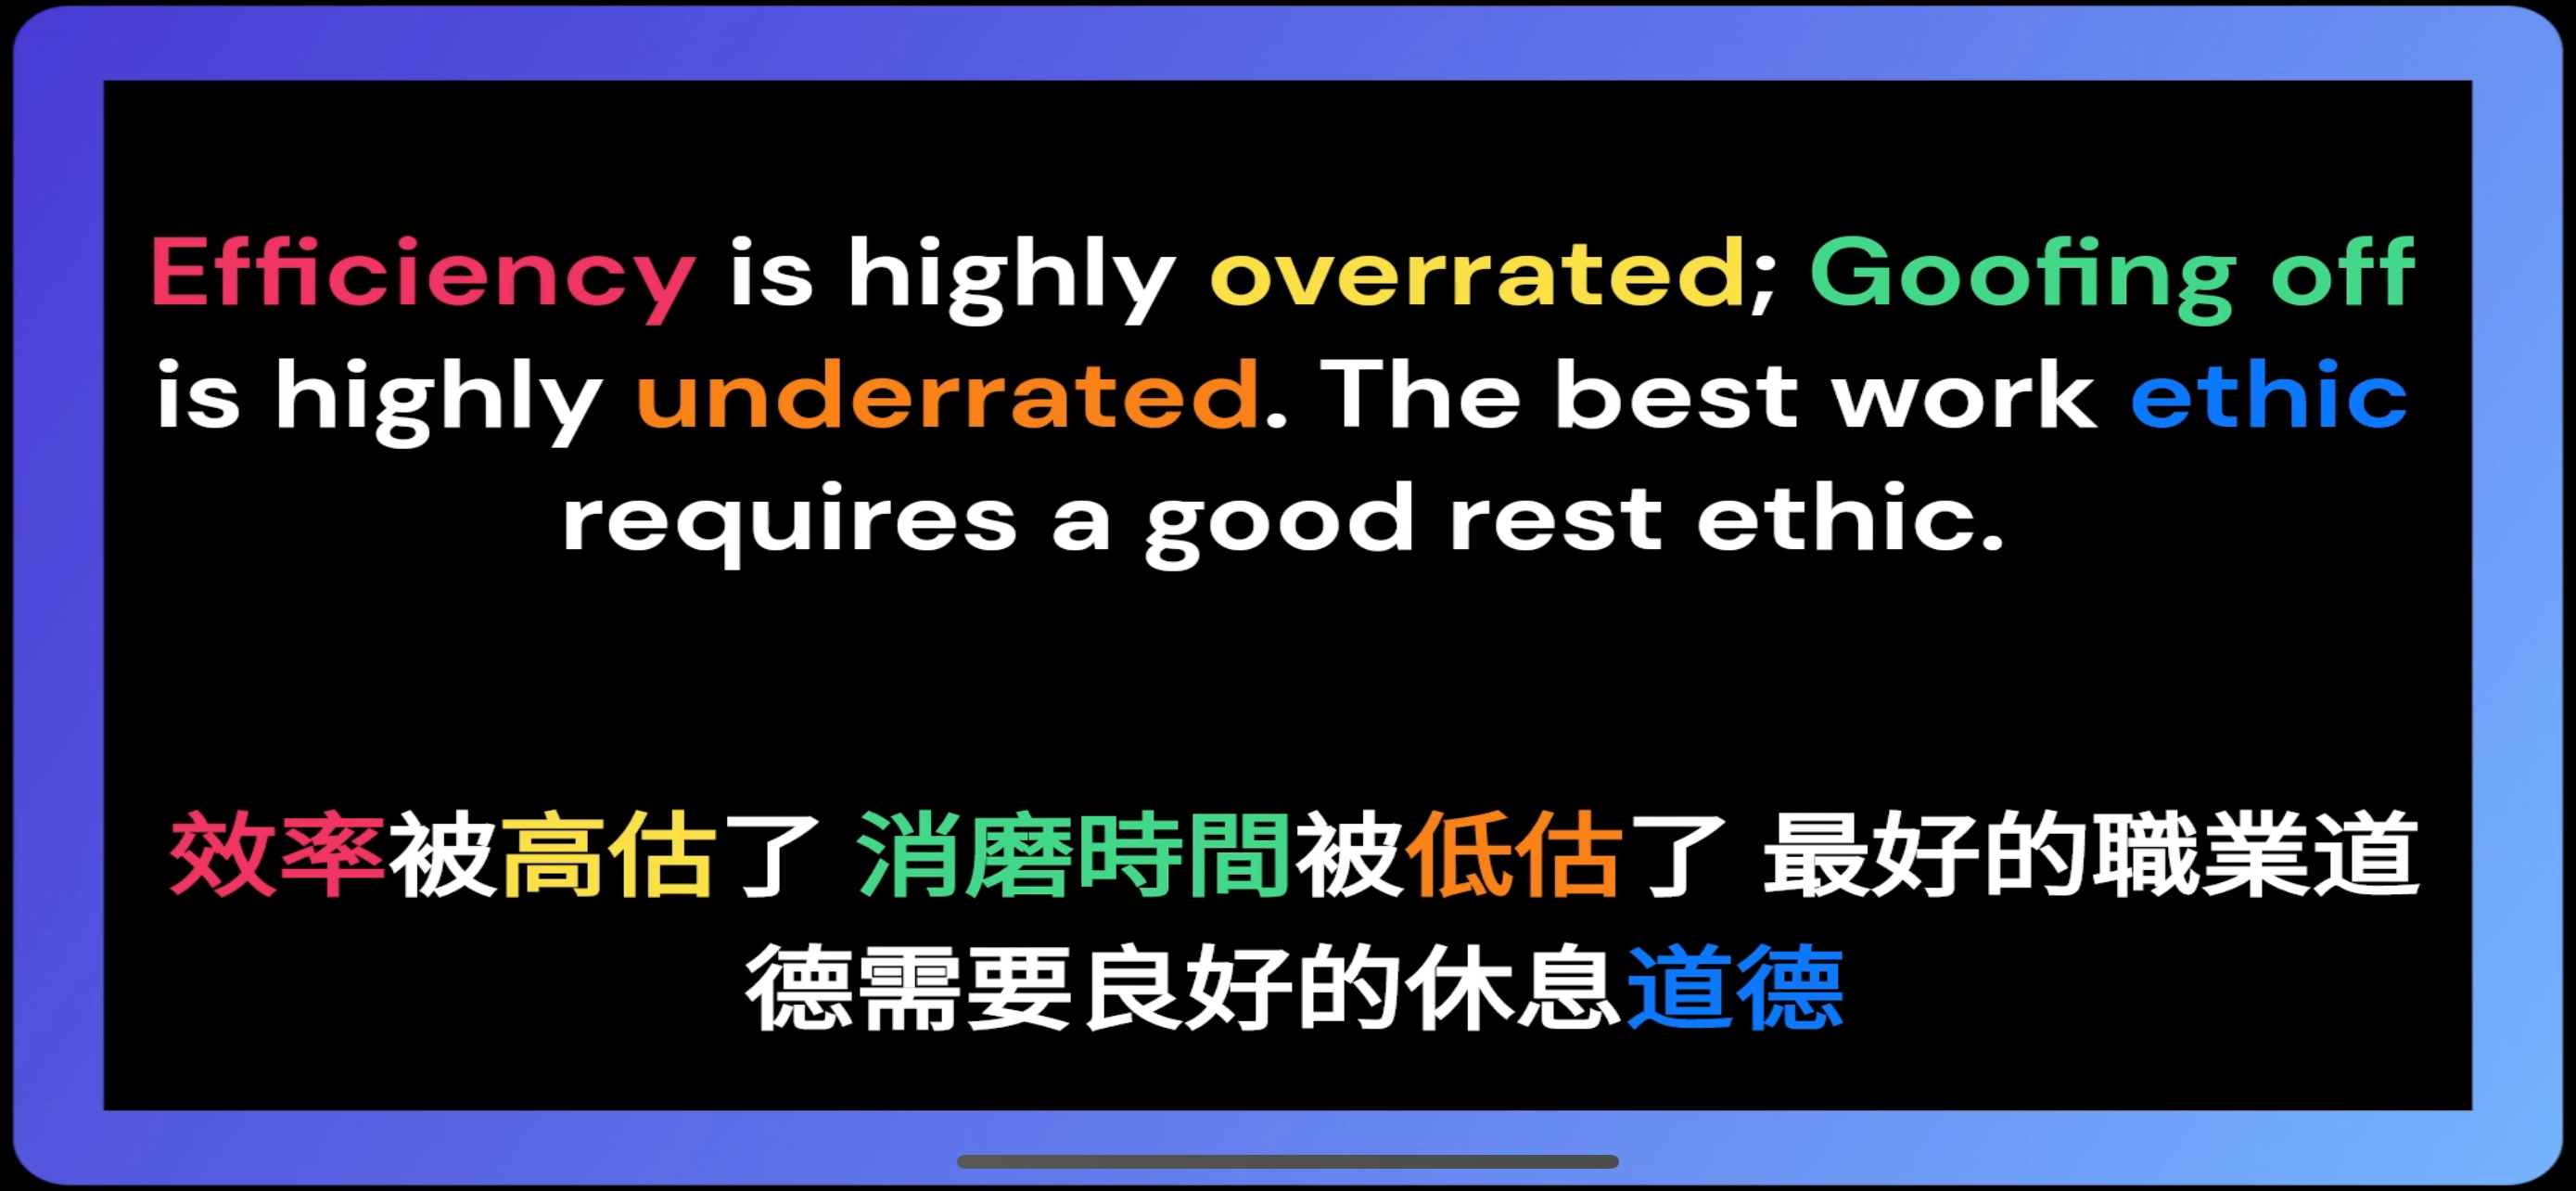 Efficiency is highly overrated; Goofing off
is highly underrated. The best work ethic
requires a good rest ethic.
效率被高估了 消磨時間被低估了 最好的職業道
德需要良好的休息道德